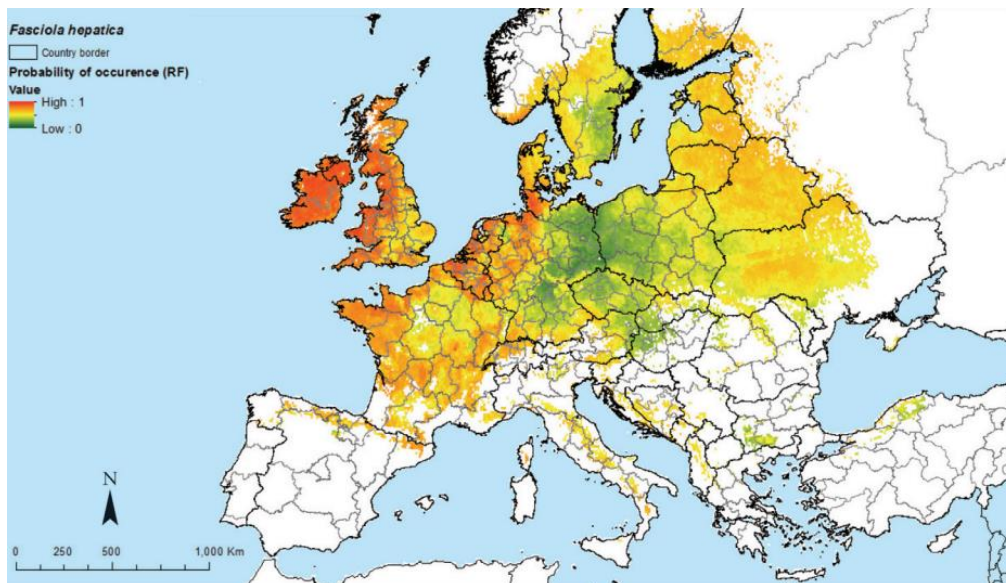 Fasciola hepatica
Country border
Probability of occurence (RF)
Value
High : 1
Low : 0
N
0 250 500 1,000 Km